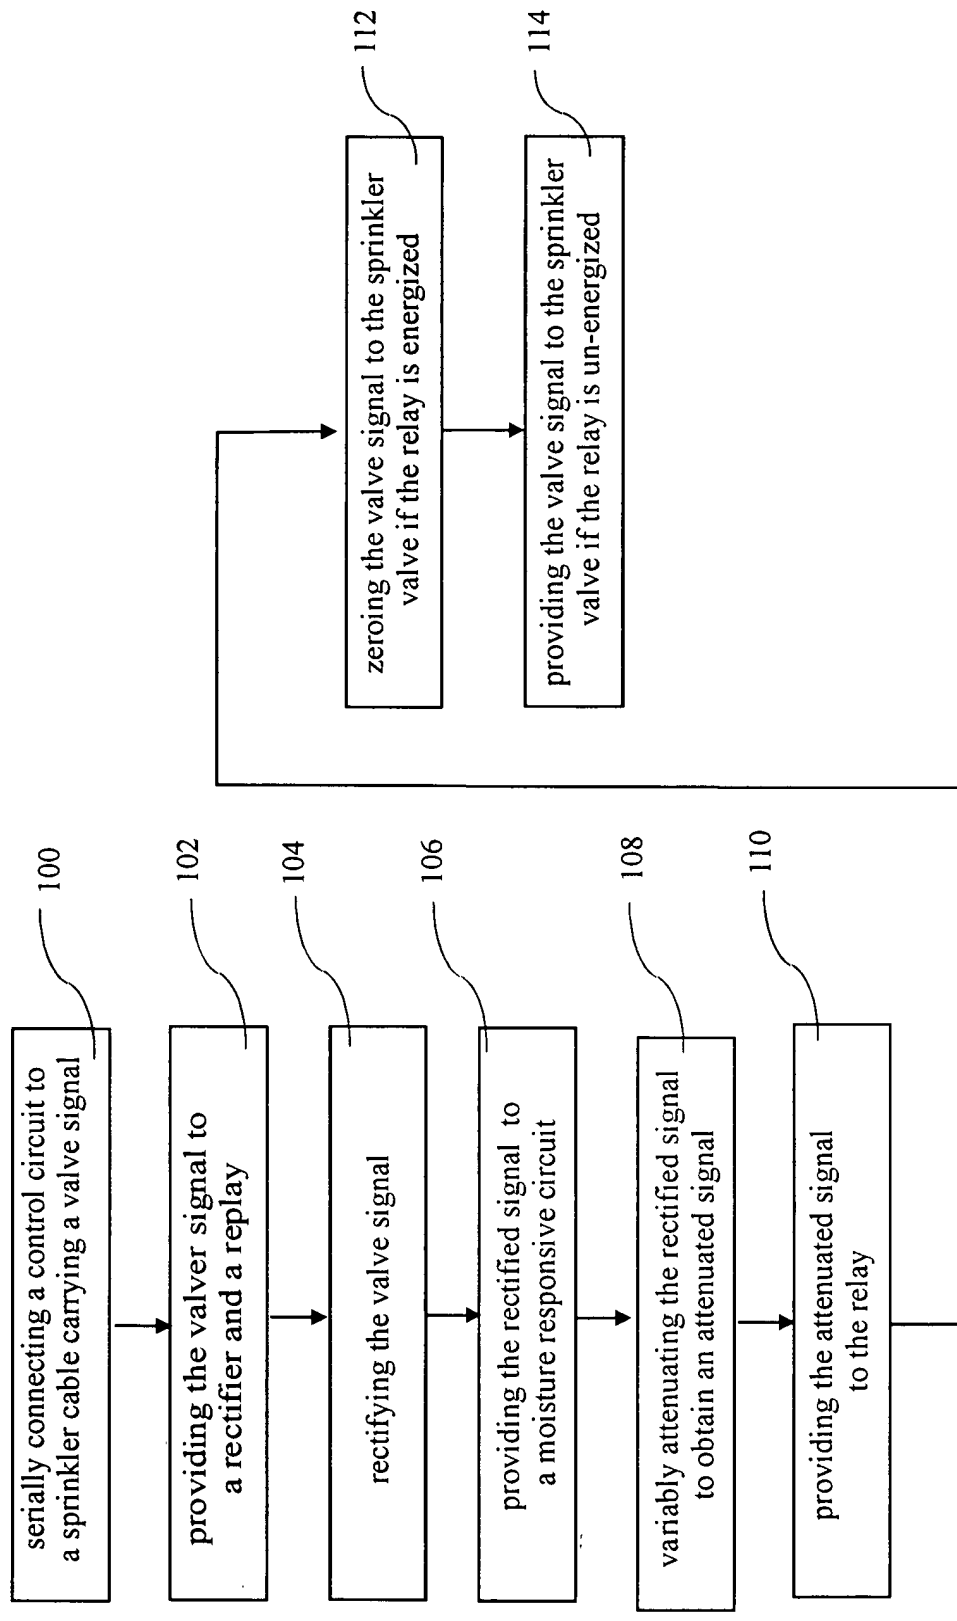 serially connecting a control circuit to
a sprinkler cable carrying a valve signal
100
providing the valver signal to
a rectifier and a replay
102
rectifying the valve signal
104
providing the rectified signal to
a moisture responsive circuit
106
variably attenuating the rectified signal
to obtain an attenuated signal
108
providing the attenuated signal
to the relay
110
zeroing the valve signal to the sprinkler
valve if the relay is energized
112
providing the valve signal to the sprinkler
valve if the relay is un-energized
114